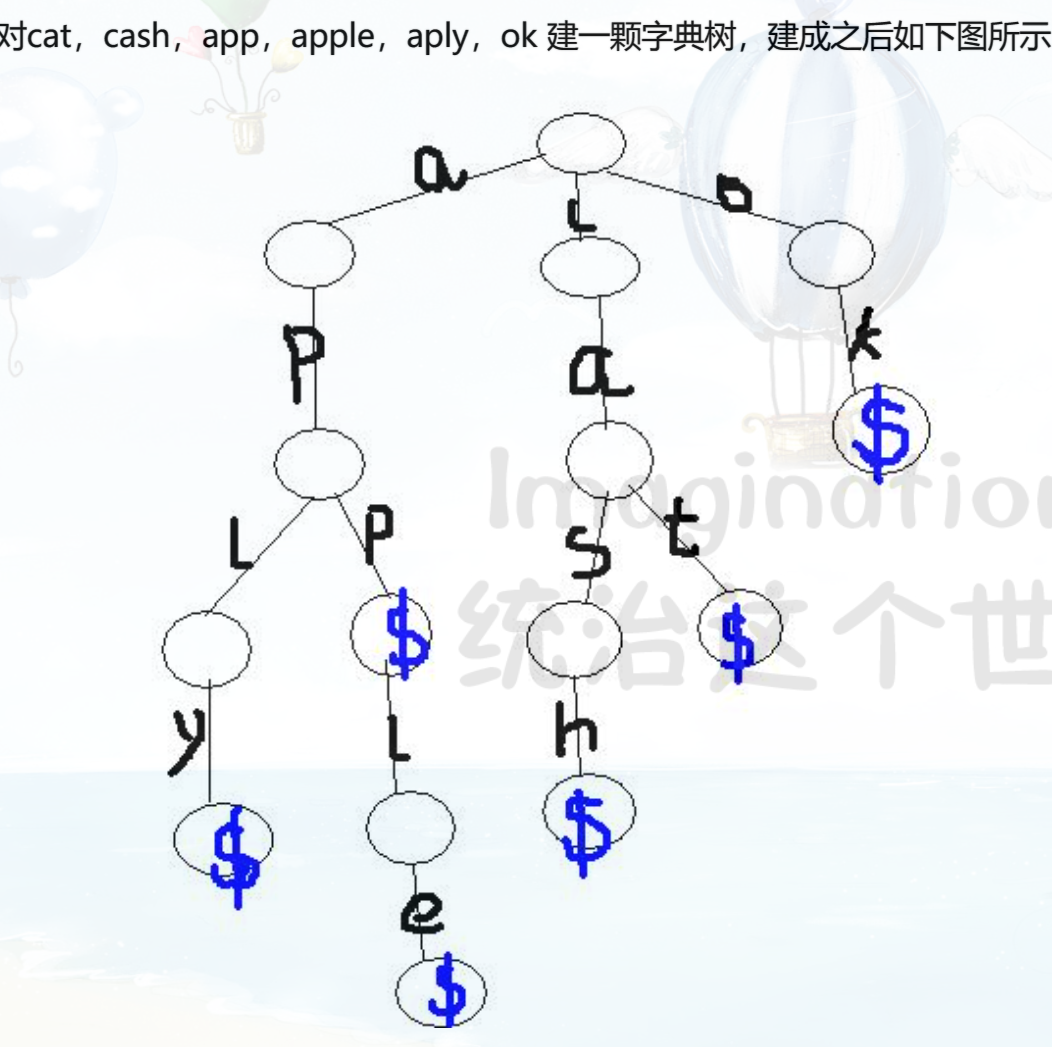 对cat，cash，app，apple，aply，ok 建一颗字典树，建成之后如下图所示
a
c
o
p
a
k
$
L
p
s
t
$
$
y
l
h
$
$
e
$
Imagination
统治这个世